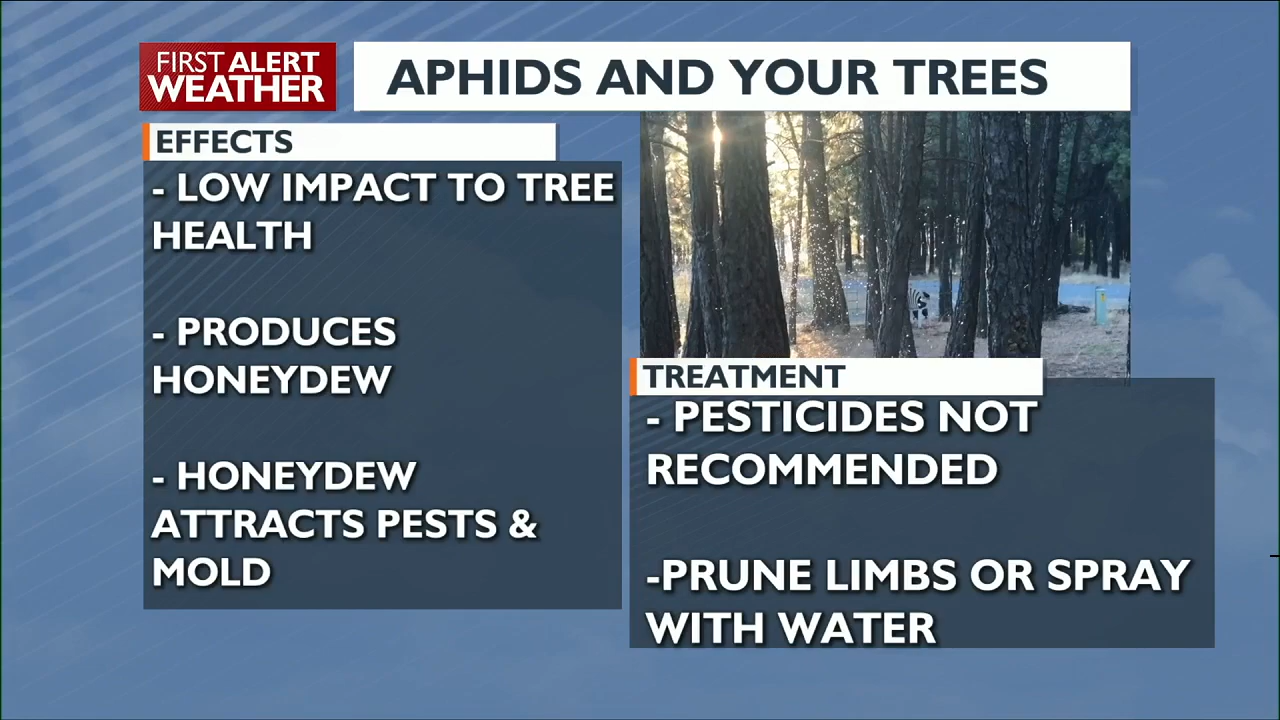 FIRST ALERT
WEATHER
APHIDS AND YOUR TREES
EFFECTS
- LOW IMPACT TO TREE
HEALTH
- PRODUCES
HONEYDEW
- HONEYDEW
ATTRACTS PESTS &
MOLD
TREATMENT
- PESTICIDES NOT
RECOMMENDED
-PRUNE LIMBS OR SPRAY
WITH WATER